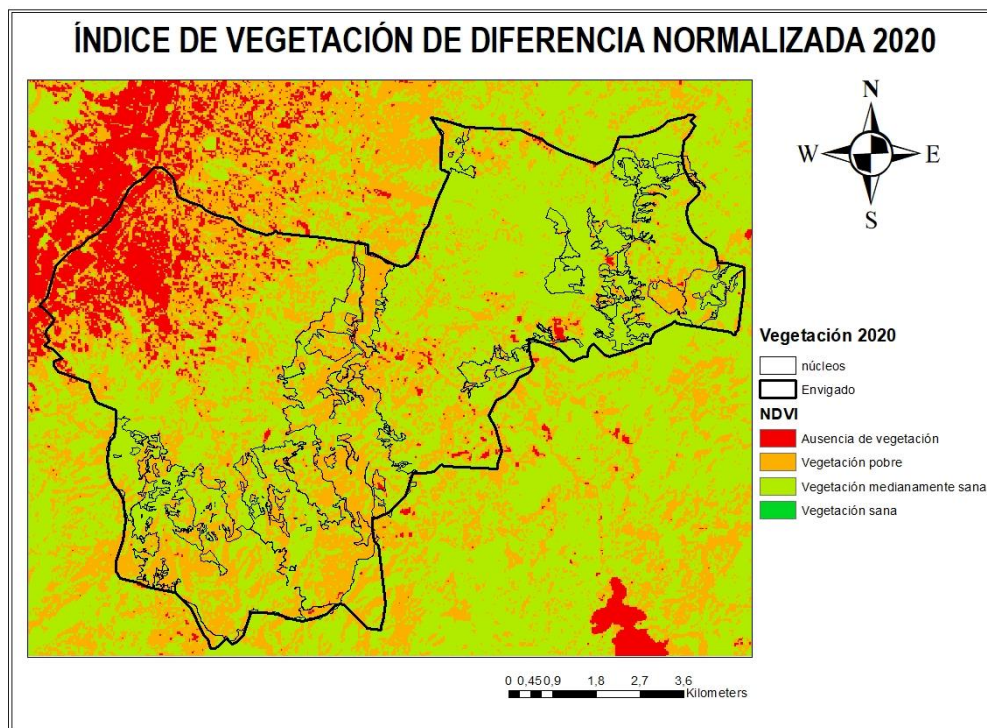 ÍNDICE DE VEGETACIÓN DE DIFERENCIA NORMALIZADA 2020
N
W
E
S
Vegetación 2020
núcleos
Envigado
NDVI
Ausencia de vegetación
Vegetación pobre
Vegetación medianamente sana
Vegetación sana
0 0,45 0,9 1,8 2,7 3,6
Kilometers